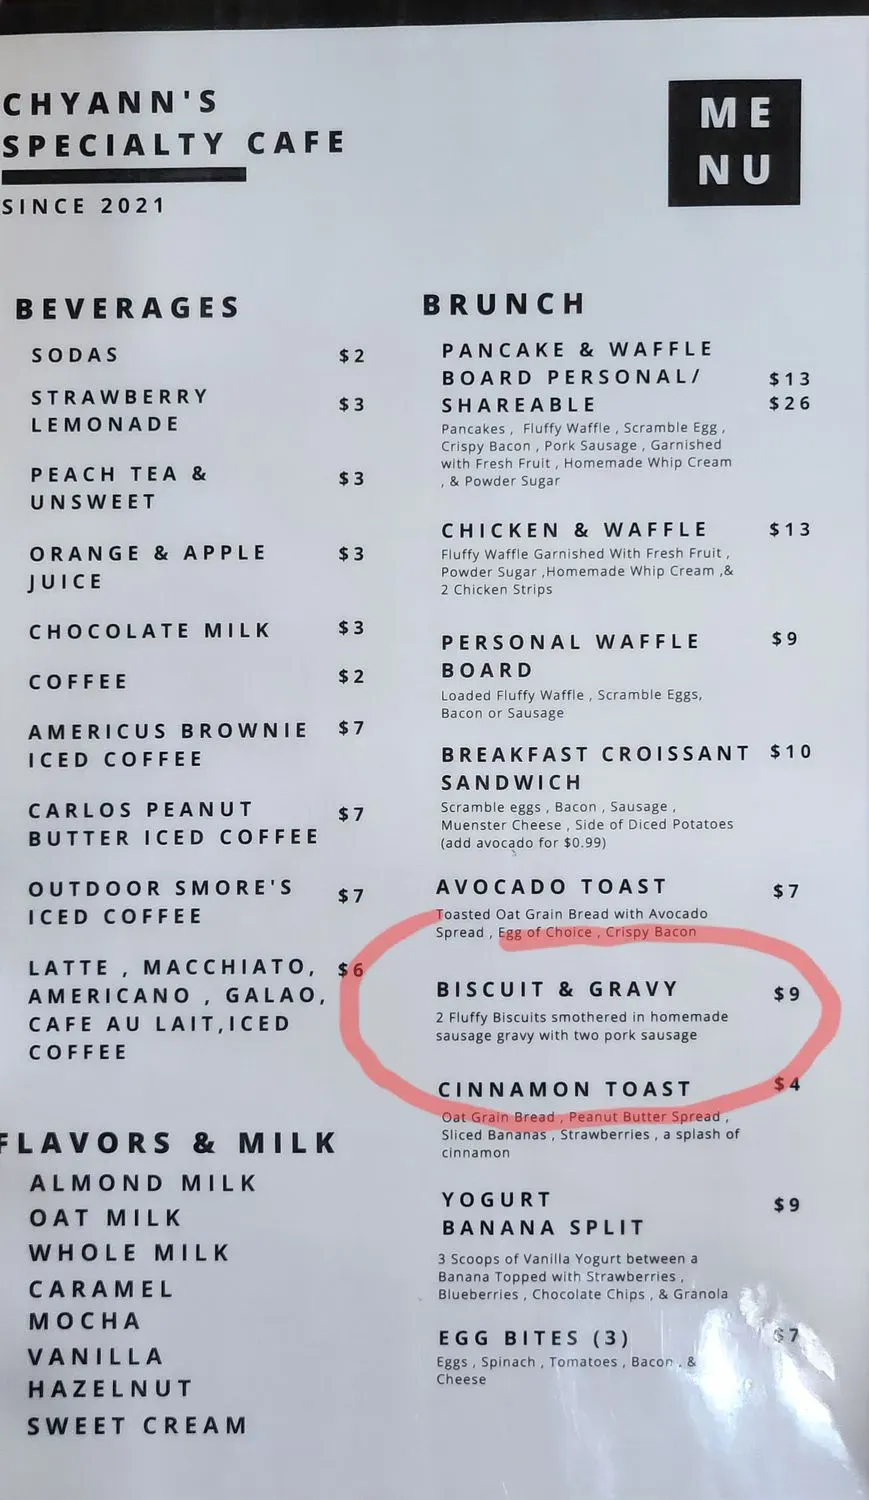 CHYANN'S
SPECIALTY CAFE
SINCE 2021
ME
NU
BEVERAGES
SODAS $2
STRAWBERRY $3
LEMONADE
PEACH TEA & $3
UNSWEET
ORANGE & APPLE $3
JUICE
CHOCOLATE MILK $3
COFFEE $2
AMERICUS BROWNIE $7
ICED COFFEE
CARLOS PEANUT $7
BUTTER ICED COFFEE
OUTDOOR SMORE'S $7
ICED COFFEE
LATTE , MACCHIATO, $6
AMERICANO , GALAO,
CAFE AU LAIT,ICED
COFFEE
FLAVORS & MILK
ALMOND MILK
OAT MILK
WHOLE MILK
CARAMEL
MOCHA
VANILLA
HAZELNUT
SWEET CREAM
BRUNCH
PANCAKE & WAFFLE
BOARD PERSONAL/ $13
SHAREABLE $26
Pancakes , Fluffy Waffle , Scramble Egg ,
Crispy Bacon , Pork Sausage , Garnished
with Fresh Fruit , Homemade Whip Cream
, & Powder Sugar
CHICKEN & WAFFLE $13
Fluffy Waffle Garnished With Fresh Fruit ,
Powder Sugar ,Homemade Whip Cream ,&
2 Chicken Strips
PERSONAL WAFFLE $9
BOARD
Loaded Fluffy Waffle , Scramble Eggs,
Bacon or Sausage
BREAKFAST CROISSANT $10
SANDWICH
Scramble eggs , Bacon , Sausage ,
Muenster Cheese , Side of Diced Potatoes
(add avocado for $0.99)
AVOCADO TOAST $7
Toasted Oat Grain Bread with Avocado
Spread , Egg of Choice , Crispy Bacon
BISCUIT & GRAVY $9
2 Fluffy Biscuits smothered in homemade
sausage gravy with two pork sausage
CINNAMON TOAST $4
Oat Grain Bread , Peanut Butter Spread ,
Sliced Bananas , Strawberries , a splash of
cinnamon
YOGURT $9
BANANA SPLIT
3 Scoops of Vanilla Yogurt between a
Banana Topped with Strawberries ,
Blueberries , Chocolate Chips , & Granola
EGG BITES (3) $7
Eggs , Spinach , Tomatoes , Bacon , &
Cheese